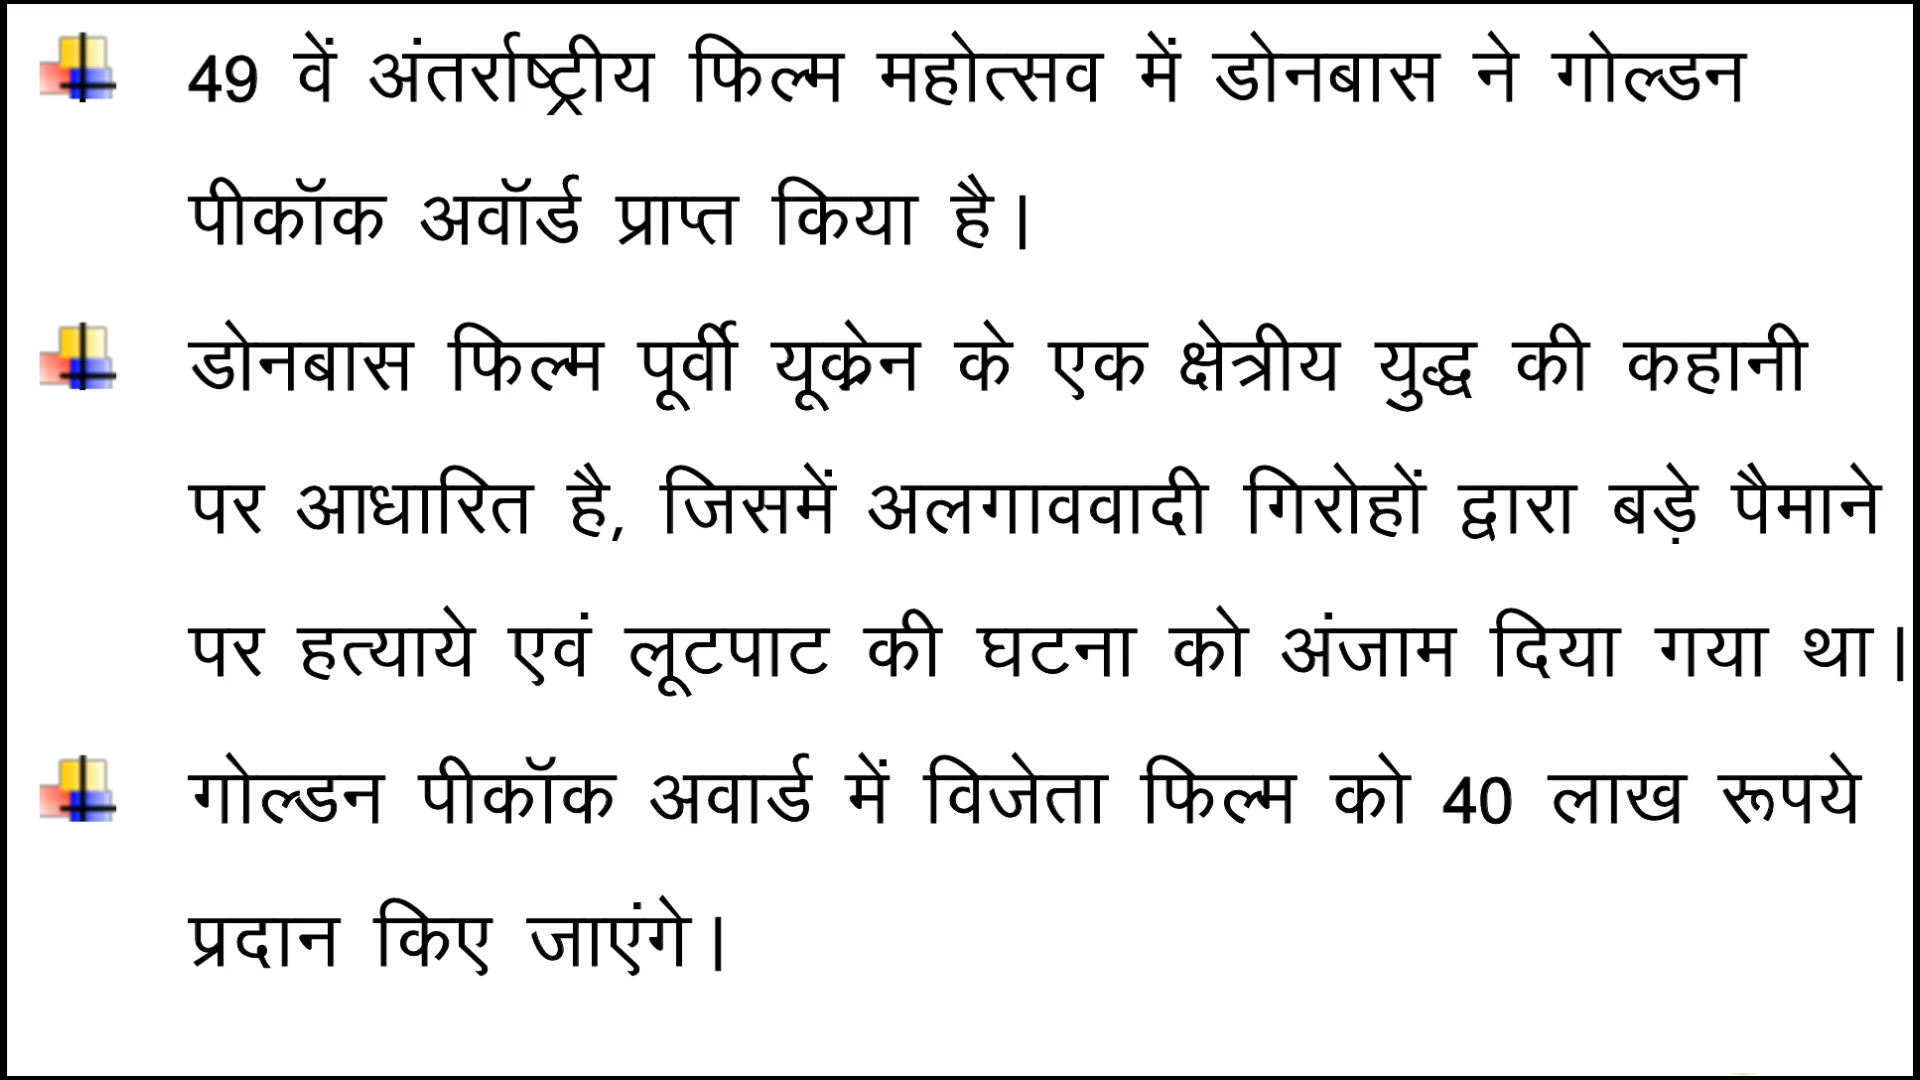 49 वें अंतर्राष्ट्रीय फिल्म महोत्सव में डोनबास ने गोल्डन
पीकॉक अवॉर्ड प्राप्त किया है।
डोनबास फिल्म पूर्वी यूक्रेन के एक क्षेत्रीय युद्ध की कहानी
पर आधारित है, जिसमें अलगाववादी गिरोहों द्वारा बड़े पैमाने
पर हत्याये एवं लूटपाट की घटना को अंजाम दिया गया था।
गोल्डन पीकॉक अवार्ड में विजेता फिल्म को 40 लाख रूपये
प्रदान किए जाएंगे।